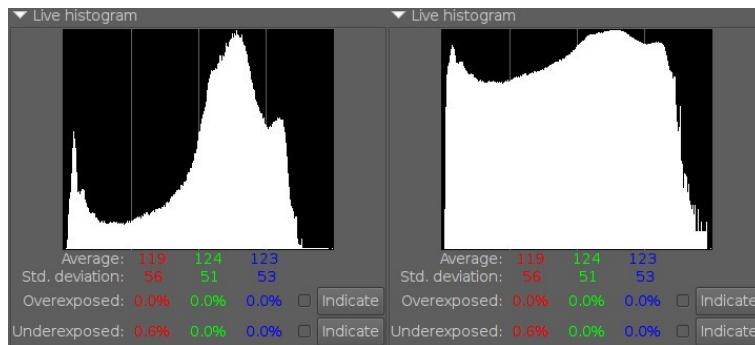 Live histogram
Average: 119 124 123
Std. deviation: 56 51 53
Overexposed: 0.0% 0.0% 0.0% Indicate
Underexposed: 0.6% 0.0% 0.0% Indicate
Live histogram
Average: 119 124 123
Std. deviation: 56 51 53
Overexposed: 0.0% 0.0% 0.0% Indicate
Underexposed: 0.6% 0.0% 0.0% Indicate